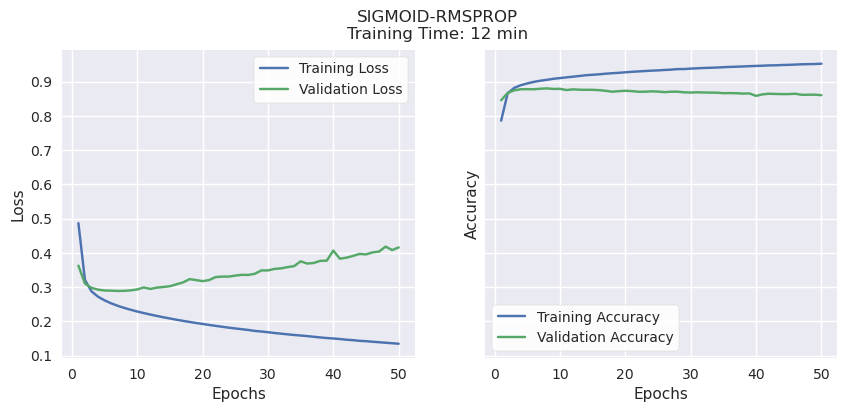 SIGMOID-RMSPROP
Training Time: 12 min
Training Loss
Validation Loss
0.9
0.8
0.7
0.6
0.5
0.4
0.3
0.2
0.1
Loss
0 10 20 30 40 50
Epochs
Accuracy
Training Accuracy
Validation Accuracy
0 10 20 30 40 50
Epochs